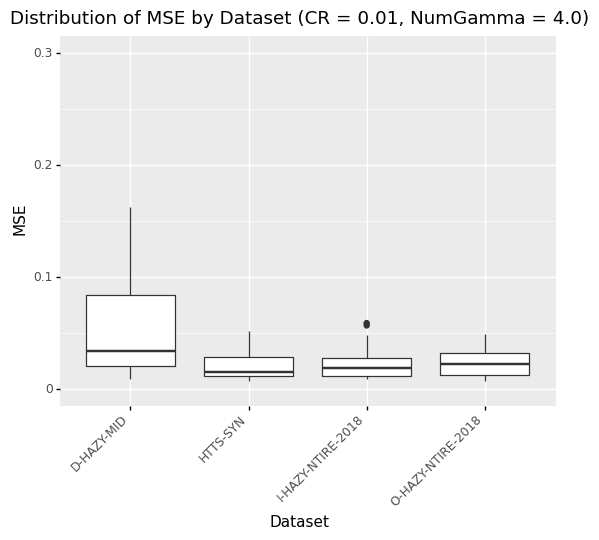 Distribution of MSE by Dataset (CR = 0.01, NumGamma = 4.0)
0.3
0.2
0.1
0
MSE
D-HAZY-MID
HTTS-SYN
I-HAZY-NTIRE-2018
O-HAZY-NTIRE-2018
Dataset